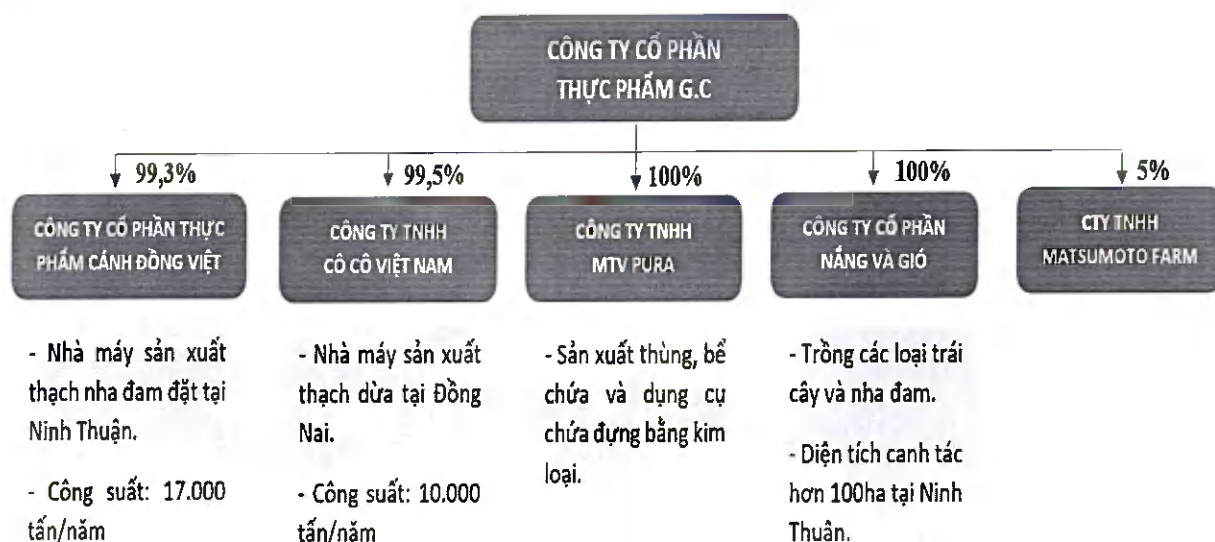 CÔNG TY CỔ PHẦN
THỰC PHẨM G.C
99,3%
99,5%
100%
100%
5%
CÔNG TY CỔ PHẦN THỰC
PHẨM CÁNH ĐỒNG VIỆT
CÔNG TY TNHH
CÔ CÔ VIỆT NAM
CÔNG TY TNHH
MTV PURA
CÔNG TY CỔ PHẦN
NẮNG VÀ GIÓ
CTY TNHH
MATSUMOTO FARM
- Nhà máy sản xuất
thạch nha đam đặt tại
Ninh Thuận.
- Công suất: 17.000
tấn/năm
- Nhà máy sản xuất
thạch dừa tại Đồng
Nai.
- Công suất: 10.000
tấn/năm
- Sản xuất thùng, bể
chứa và dụng cụ
chứa đựng bằng kim
loại.
- Trồng các loại trái
cây và nha đam.
- Diện tích canh tác
hơn 100ha tại Ninh
Thuận.